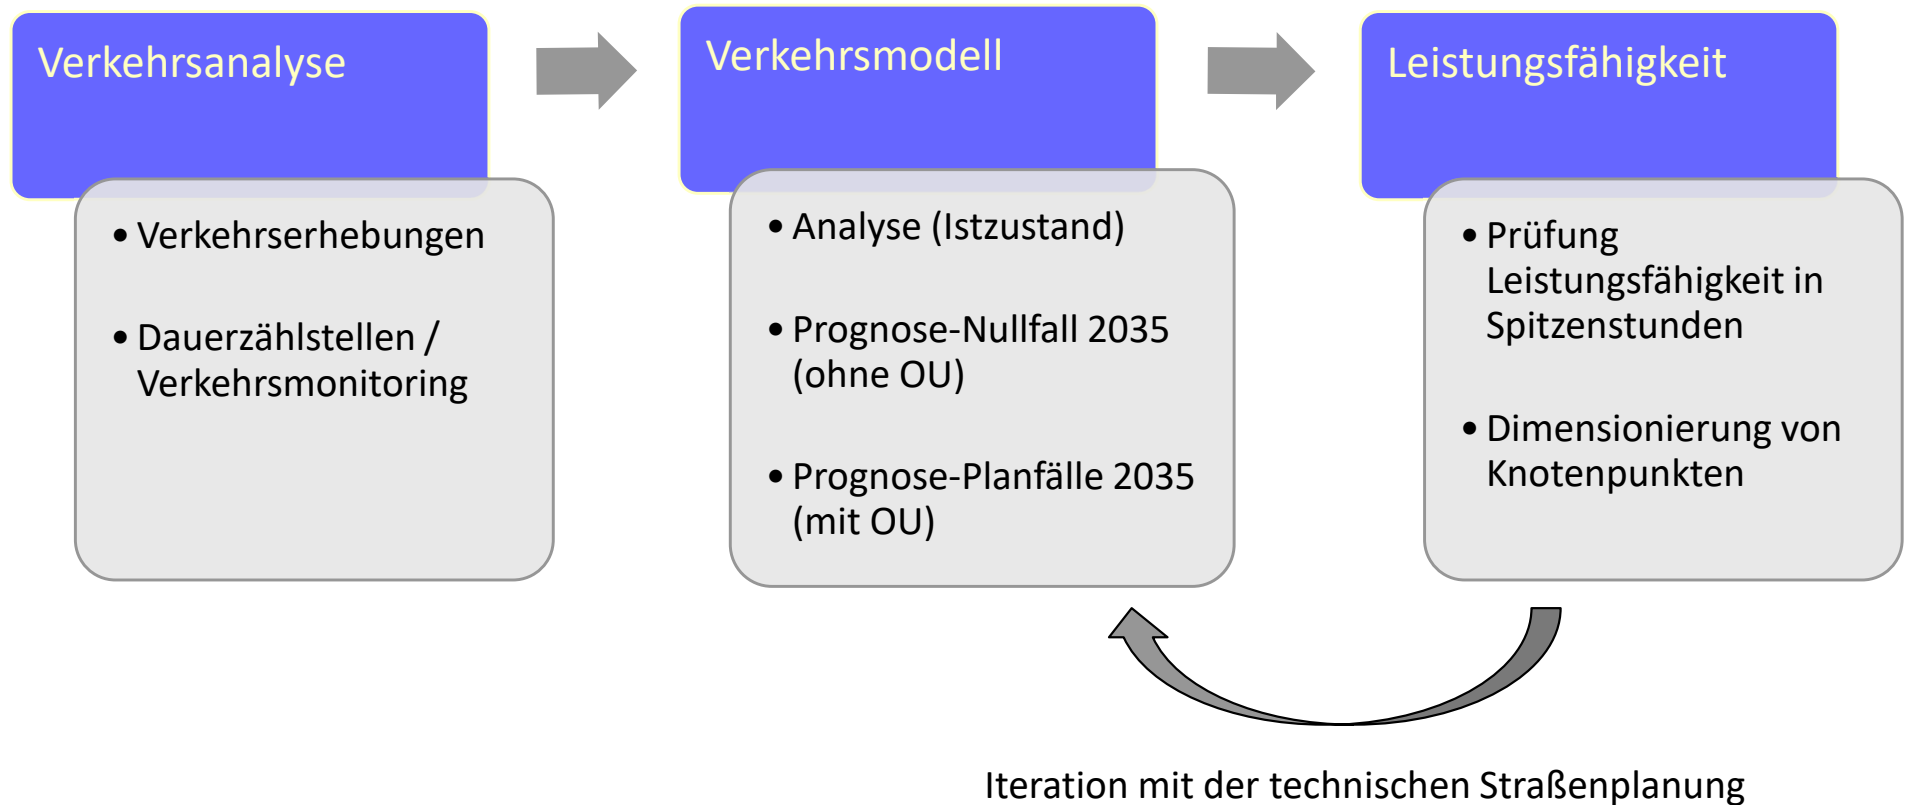 Verkehrsanalyse
• Verkehrserhebungen
• Dauerzählstellen /
Verkehrsmonitoring
Verkehrsmodell
• Analyse (Istzustand)
• Prognose-Nullfall 2035
(ohne OU)
• Prognose-Planfälle 2035
(mit OU)
Leistungsfähigkeit
• Prüfung
Leistungsfähigkeit in
Spitzenstunden
• Dimensionierung von
Knotenpunkten
Iteration mit der technischen Straßenplanung